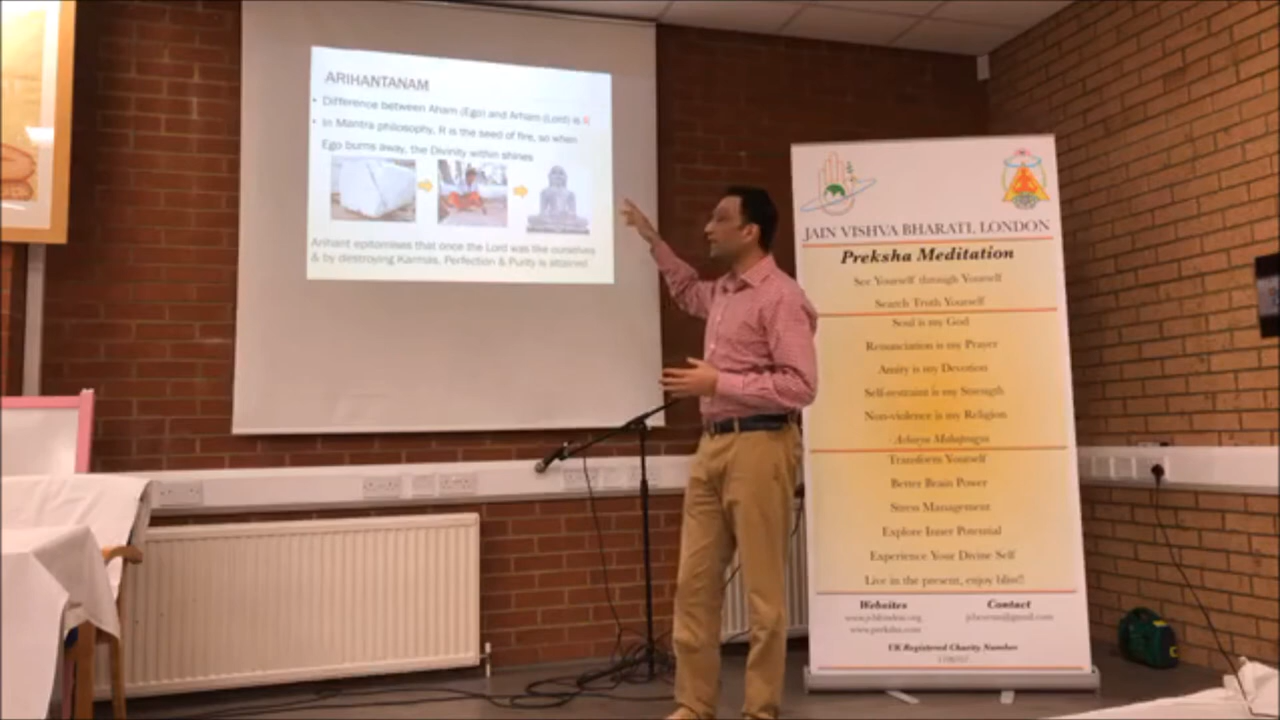 ARIHANTANAM
• Difference between Aham (Ego) and Arham (Lord) is R
• In Mantra philosophy, R is the seed of fire, so when
Ego burns away, the Divinity within shines
Arihant epitomises that once the Lord was like ourselves
& by destroying Karmas, Perfection & Purity is attained
JAIN VISHVA BHARATI, LONDON
Preksha Meditation
See Yourself through Yourself
Search Truth Yourself
Soul is my God
Renunciation is my Prayer
Amity is my Devotion
Self-restraint is my Strength
Non-violence is my Religion
- Acharya Mahapragya
Transform Yourself
Better Brain Power
Stress Management
Explore Inner Potential
Experience Your Divine Self
Live in the present, enjoy bliss!!
Websites
Contact
www.preksha.com
UK Registered Charity Number